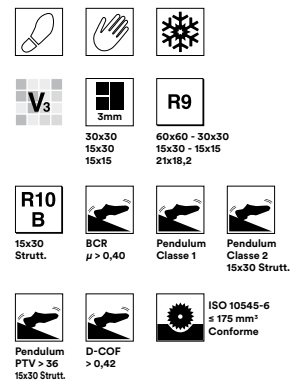 V3
3mm
30x30
15x30
15x15
R9
60x60 - 30x30
15x30 - 15x15
21x18,2
R10
B
15x30
Strutt.
BCR
μ > 0,40
Pendulum
Classe 1
Pendulum
Classe 2
15x30 Strutt.
Pendulum
PTV > 36
15x30 Strutt.
D-COF
> 0,42
ISO 10545-6
≤ 175 mm³
Conforme